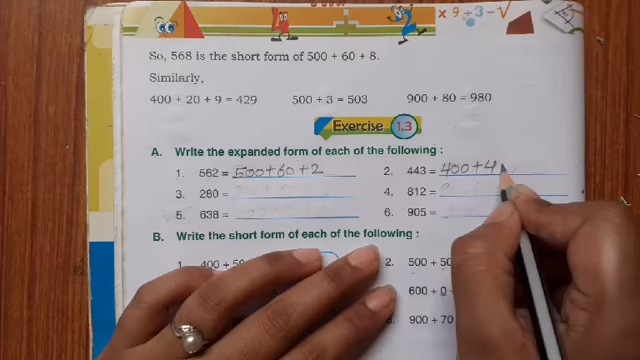 × 9 ÷ 3 - √
So, 568 is the short form of 500 + 60 + 8.
Similarly,
400 + 20 + 9 = 429 500 + 3 = 503 900 + 80 = 980
Exercise 1.3
A. Write the expanded form of each of the following :
1. 562 = 500+60+2 2. 443 = 400+4
3. 280 = 4. 812 =
5. 638 = 6. 905 =
B. Write the short form of each of the following :
1. 400 + 2. 500 +
600 + 0
900 + 70